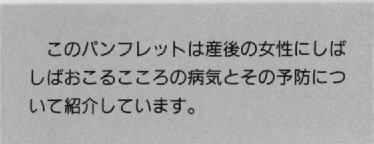 このパンフレットは産後の女性にしば
しばおこるこころの病気とその予防につ
いて紹介しています。